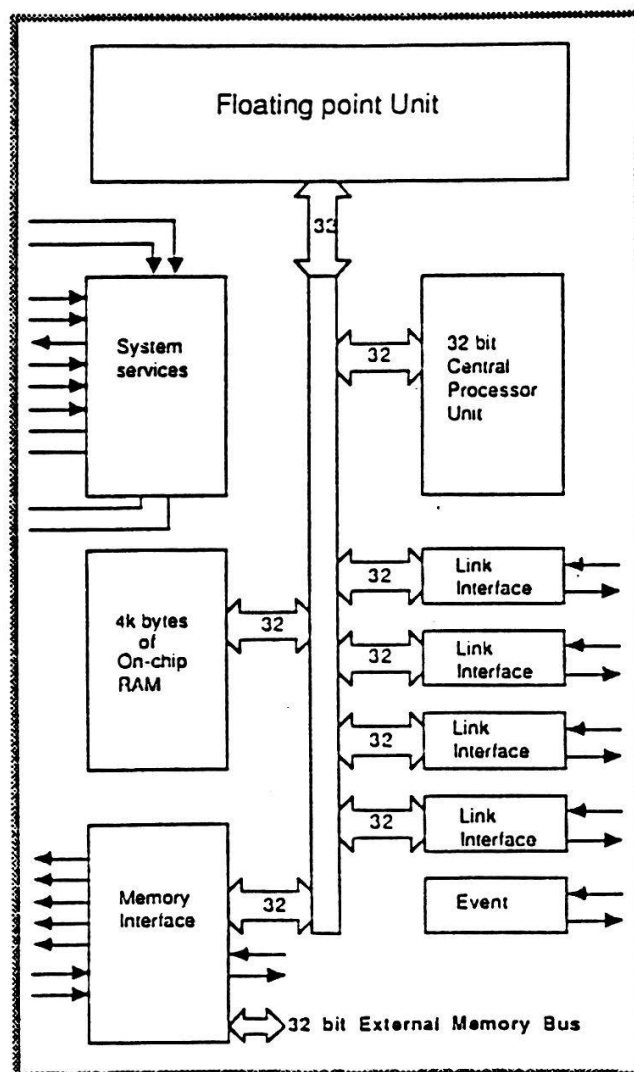 Floating point Unit
32
System
services
32
32 bit
Central
Processor
Unit
4k bytes
of
On-chip
RAM
32
32
Link
Interface
32
Link
Interface
32
Link
Interface
32
Link
Interface
Memory
Interface
32
Event
32 bit External Memory Bus